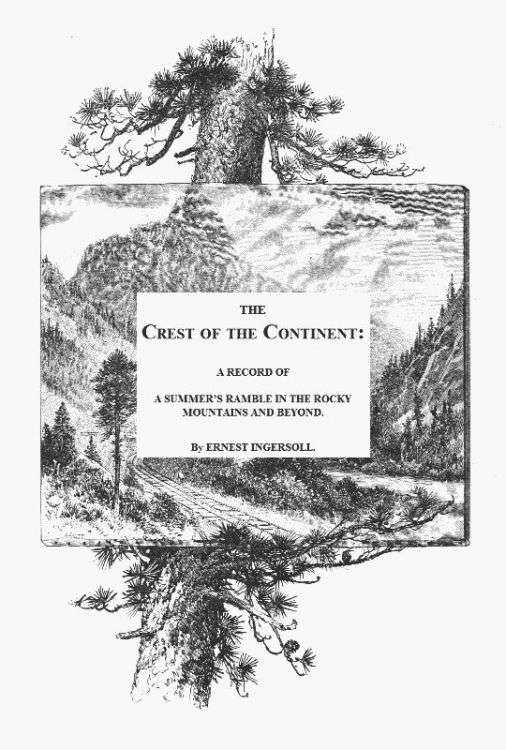 THE
CREST OF THE CONTINENT:
A RECORD OF
A SUMMER'S RAMBLE IN THE ROCKY
MOUNTAINS AND BEYOND.
By ERNEST INGERSOLL.